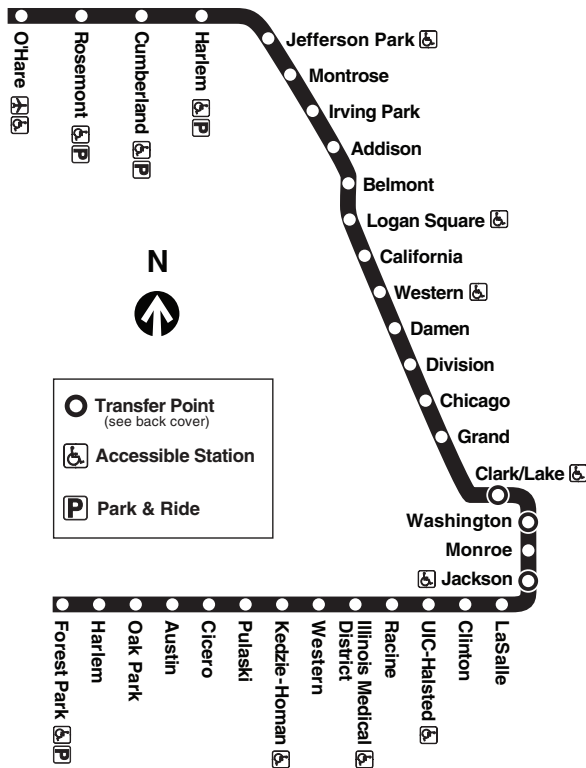 O'Hare
Rosemont
Cumberland
Harlem
Jefferson Park
Montrose
Irving Park
Addison
Belmont
Logan Square
California
Western
Damen
Division
Chicago
Grand
Clark/Lake
Washington
Monroe
Jackson
N
Transfer Point
(see back cover)
Accessible Station
P Park & Ride
P
P
P
Forest Park
P
Harlem
Oak Park
Austin
Cicero
Pulaski
Kedzie-Homan
Western
Illinois Medical
District
Racine
UIC-Halsted
Clinton
LaSalle